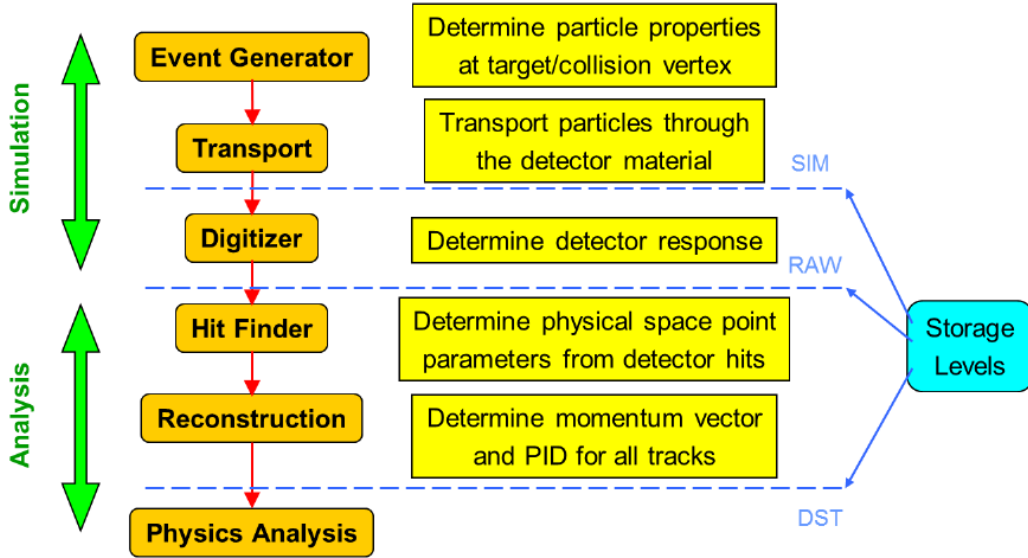 Simulation
Analysis
Event Generator
Determine particle properties
at target/collision vertex
Transport
Transport particles through
the detector material
SIM
Digitizer
Determine detector response
RAW
Hit Finder
Determine physical space point
parameters from detector hits
Storage
Levels
Reconstruction
Determine momentum vector
and PID for all tracks
DST
Physics Analysis